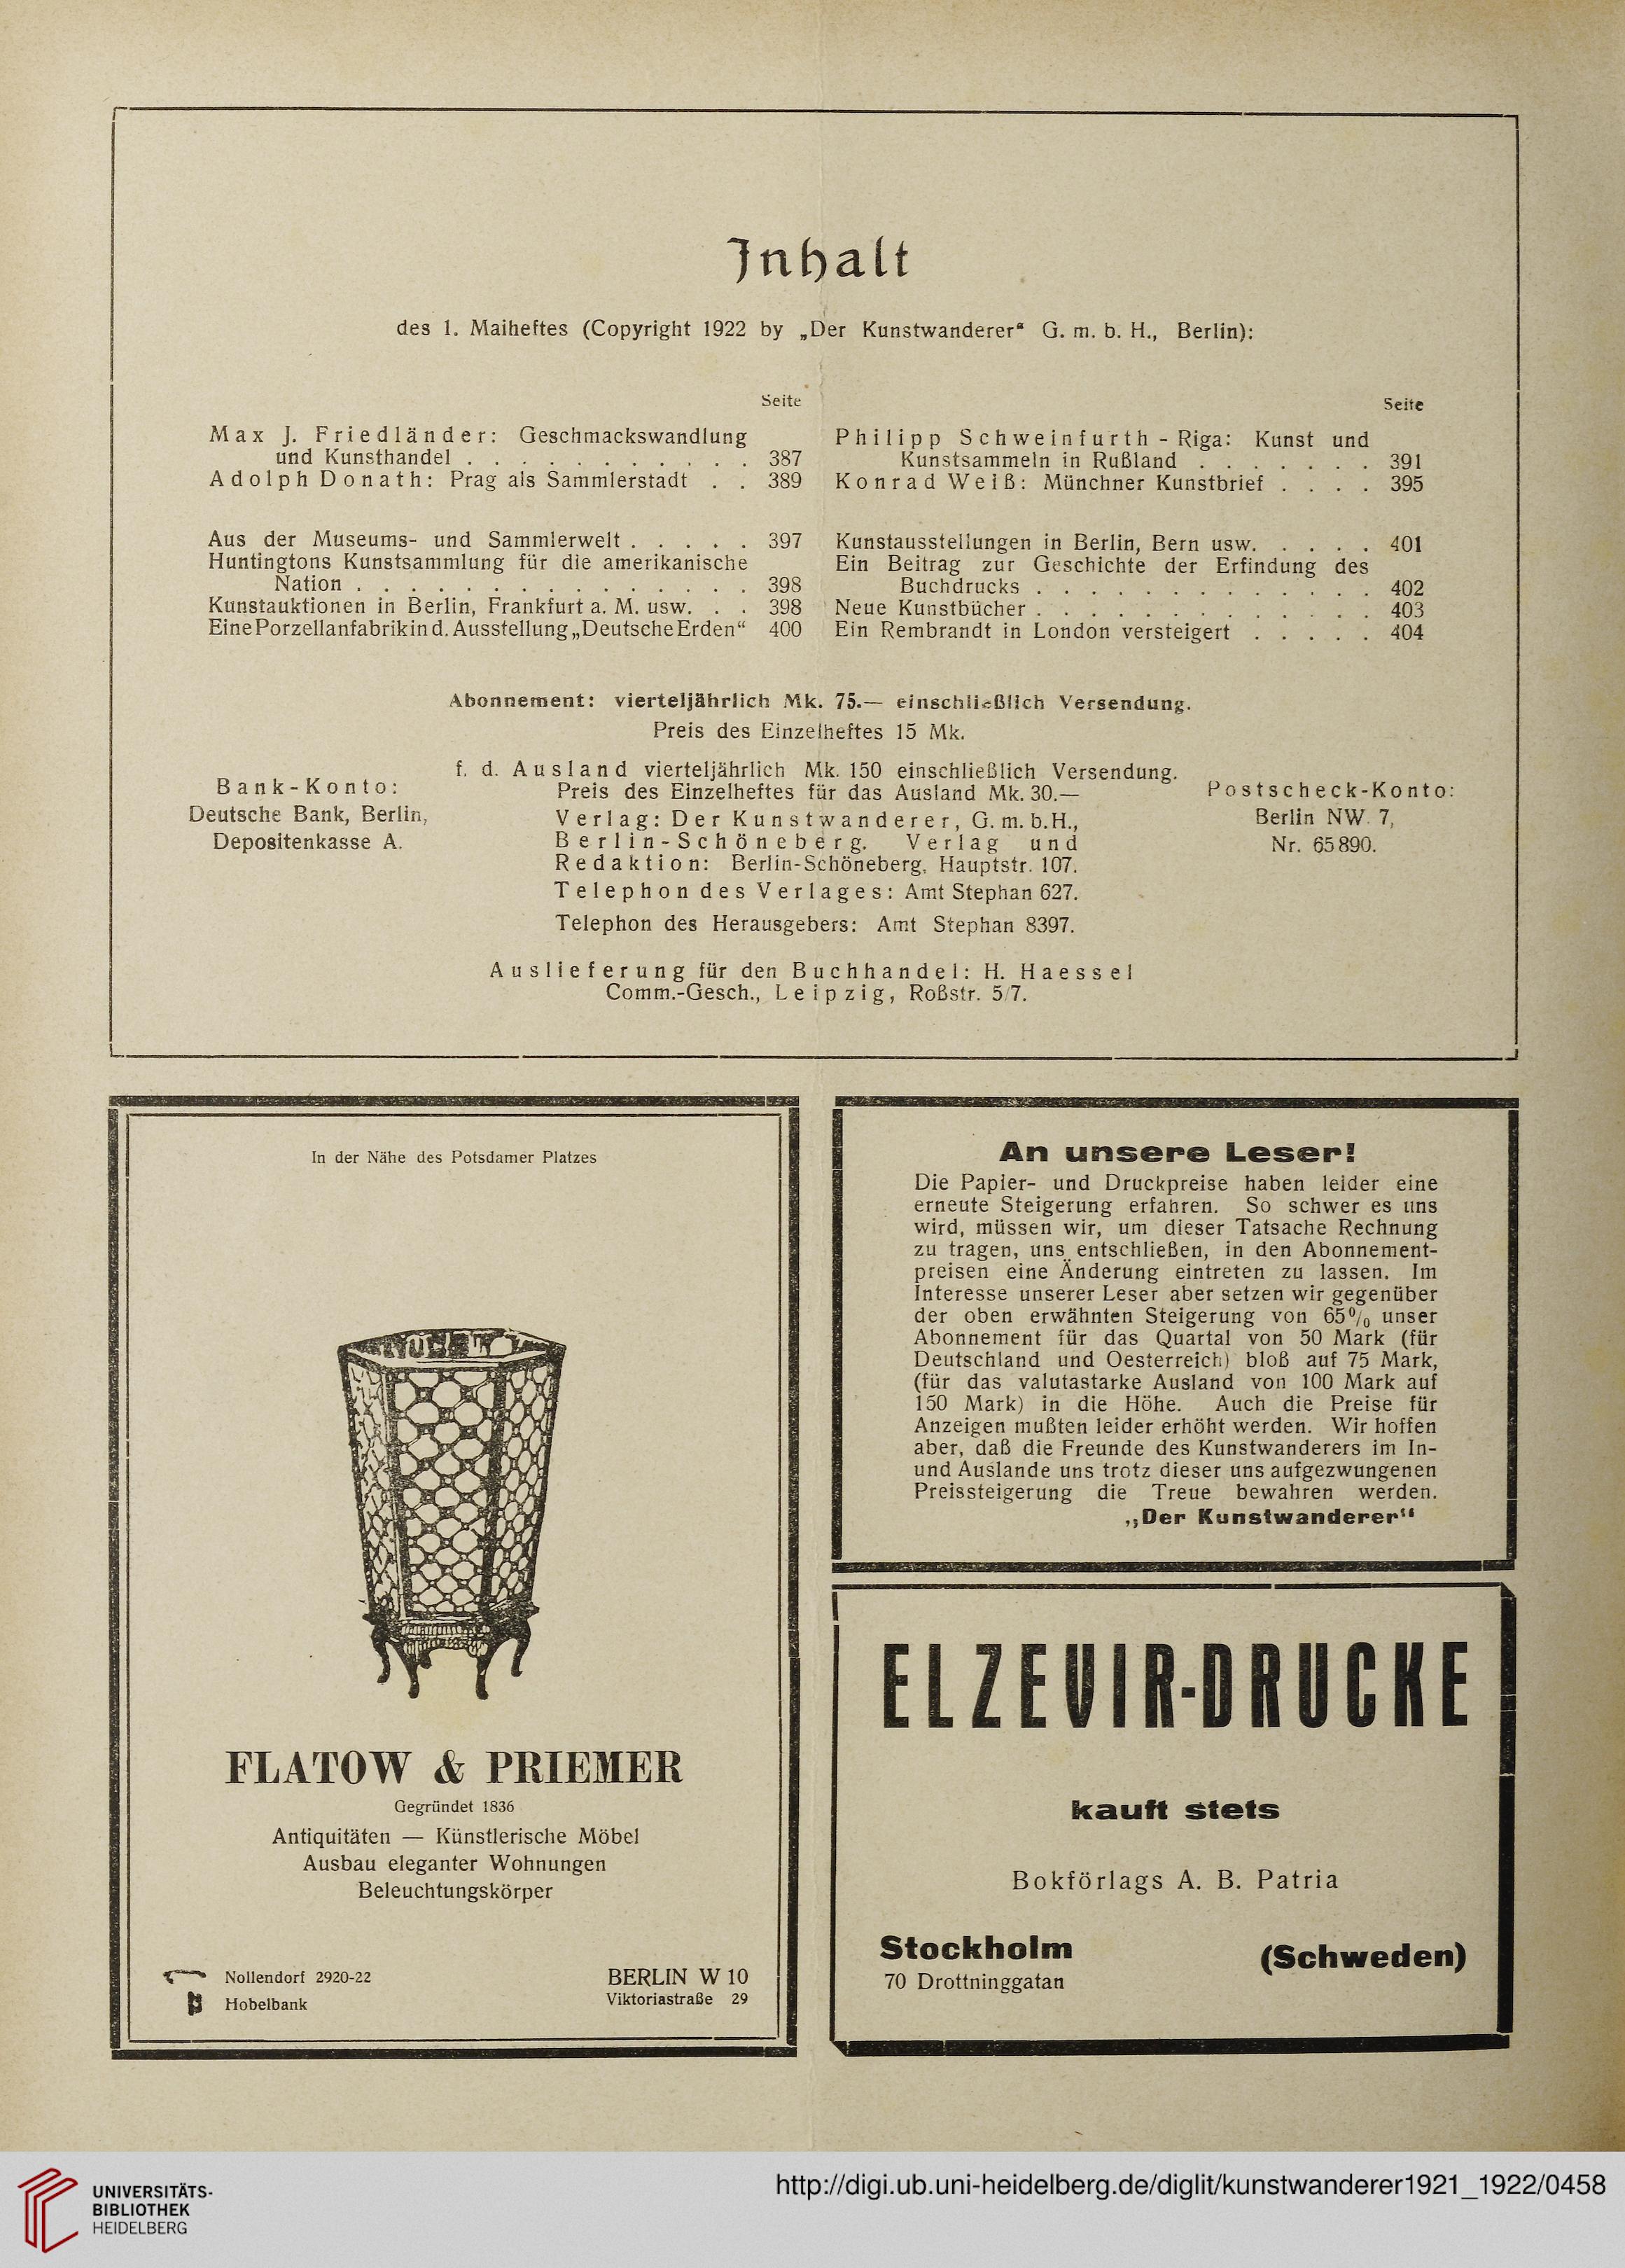 Inhalt
des 1. Maiheftes (Copyright 1922 by „Der Kunstwanderer“ G. m. b. H., Berlin):
Seite
Max J. Friedländer: Geschmackswandlung
und Kunsthandel . . . . . . . . . . . 387
Adolph Donath: Prag als Sammlerstadt . . 389
Aus der Museums- und Sammlerwelt . . . . . 397
Huntingtons Kunstsammlung für die amerikanische
Nation . . . . . . . . . . . . . . . 398
Kunstauktionen in Berlin, Frankfurt a. M. usw. . . 398
Eine Porzellanfabrik in d. Ausstellung „Deutsche Erden“ 400
Seite
Philipp Schweinfurth - Riga: Kunst und
Kunstsammeln in Rußland . . . . . . . 391
Konrad Weiß: Münchner Kunstbrief . . . . 395
Kunstausstellungen in Berlin, Bern usw. . . . . 401
Ein Beitrag zur Geschichte der Erfindung des
Buchdrucks . . . . . . . . . . . . . 402
Neue Kunstbücher . . . . . . . . . . . . . 403
Ein Rembrandt in London versteigert . . . . . 404
Abonnement: vierteljährlich Mk. 75.— einschließlich Versendung.
Preis des Einzelheftes 15 Mk.
f. d. Ausland vierteljährlich Mk. 150 einschließlich Versendung.
Preis des Einzelheftes für das Ausland Mk. 30.—
Bank-Konto:
Deutsche Bank, Berlin,
Depositenkasse A.
Verlag: Der Kunstwanderer, G. m. b. H.,
Berlin-Schöneberg. Verlag und
Redaktion: Berlin-Schöneberg, Hauptstr. 107.
Telephon des Verlages: Amt Stephan 627.
Telephon des Herausgebers: Amt Stephan 8397.
Postscheck-Konto:
Berlin NW. 7,
Nr. 65 890.
Auslieferung für den Buchhandel: H. Haessel
Comm.-Gesch., Leipzig, Roßstr. 5/7.
In der Nähe des Potsdamer Platzes
FLATOW & PRIEMER
Gegründet 1836
Antiquitäten — Künstlerische Möbel
Ausbau eleganter Wohnungen
Beleuchtungskörper
Nollendorf 2920-22
Hobelbank
BERLIN W 10
Viktoriastraße 29
An unsere Leser!
Die Papier- und Druckpreise haben leider eine
erneute Steigerung erfahren. So schwer es uns
wird, müssen wir, um dieser Tatsache Rechnung
zu tragen, uns entschließen, in den Abonnement-
preisen eine Änderung eintreten zu lassen. Im
Interesse unserer Leser aber setzen wir gegenüber
der oben erwähnten Steigerung von 65% unser
Abonnement für das Quartal von 50 Mark (für
Deutschland und Oesterreich) bloß auf 75 Mark,
(für das valutastarke Ausland von 100 Mark auf
150 Mark) in die Höhe. Auch die Preise für
Anzeigen mußten leider erhöht werden. Wir hoffen
aber, daß die Freunde des Kunstwanderers im In-
und Auslande uns trotz dieser uns aufgezwungenen
Preissteigerung die Treue bewahren werden.
„Der Kunstwanderer“
ELZEVIR-DRUCKE
kauft stets
Bokförlags A. B. Patria
Stockholm (Schweden)
70 Drottninggatan
UNIVERSITÄTS-
BIBLIOTHEK
HEIDELBERG
http://digi.ub.uni-heidelberg.de/diglit/kunstwanderer1921_1922/0458